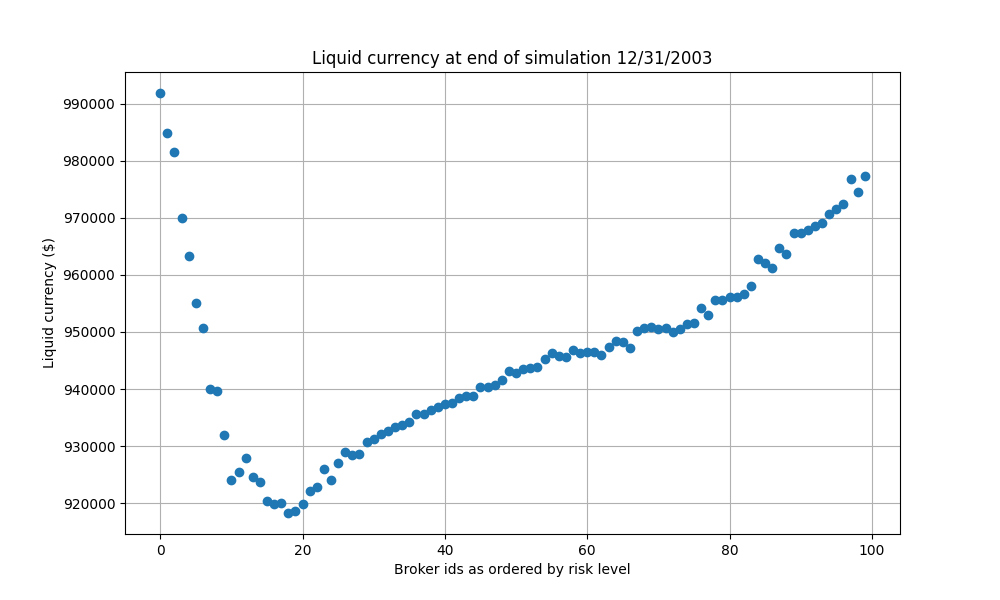 Liquid currency at end of simulation 12/31/2003
990000
980000
970000
960000
950000
940000
930000
920000
Liquid currency ($)
0 20 40 60 80 100
Broker ids as ordered by risk level